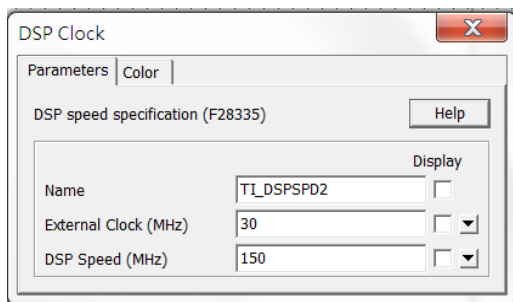 DSP Clock
Parameters Color
DSP speed specification (F28335) Help
Display
Name TI_DSPSPD2
External Clock (MHz) 30
DSP Speed (MHz) 150